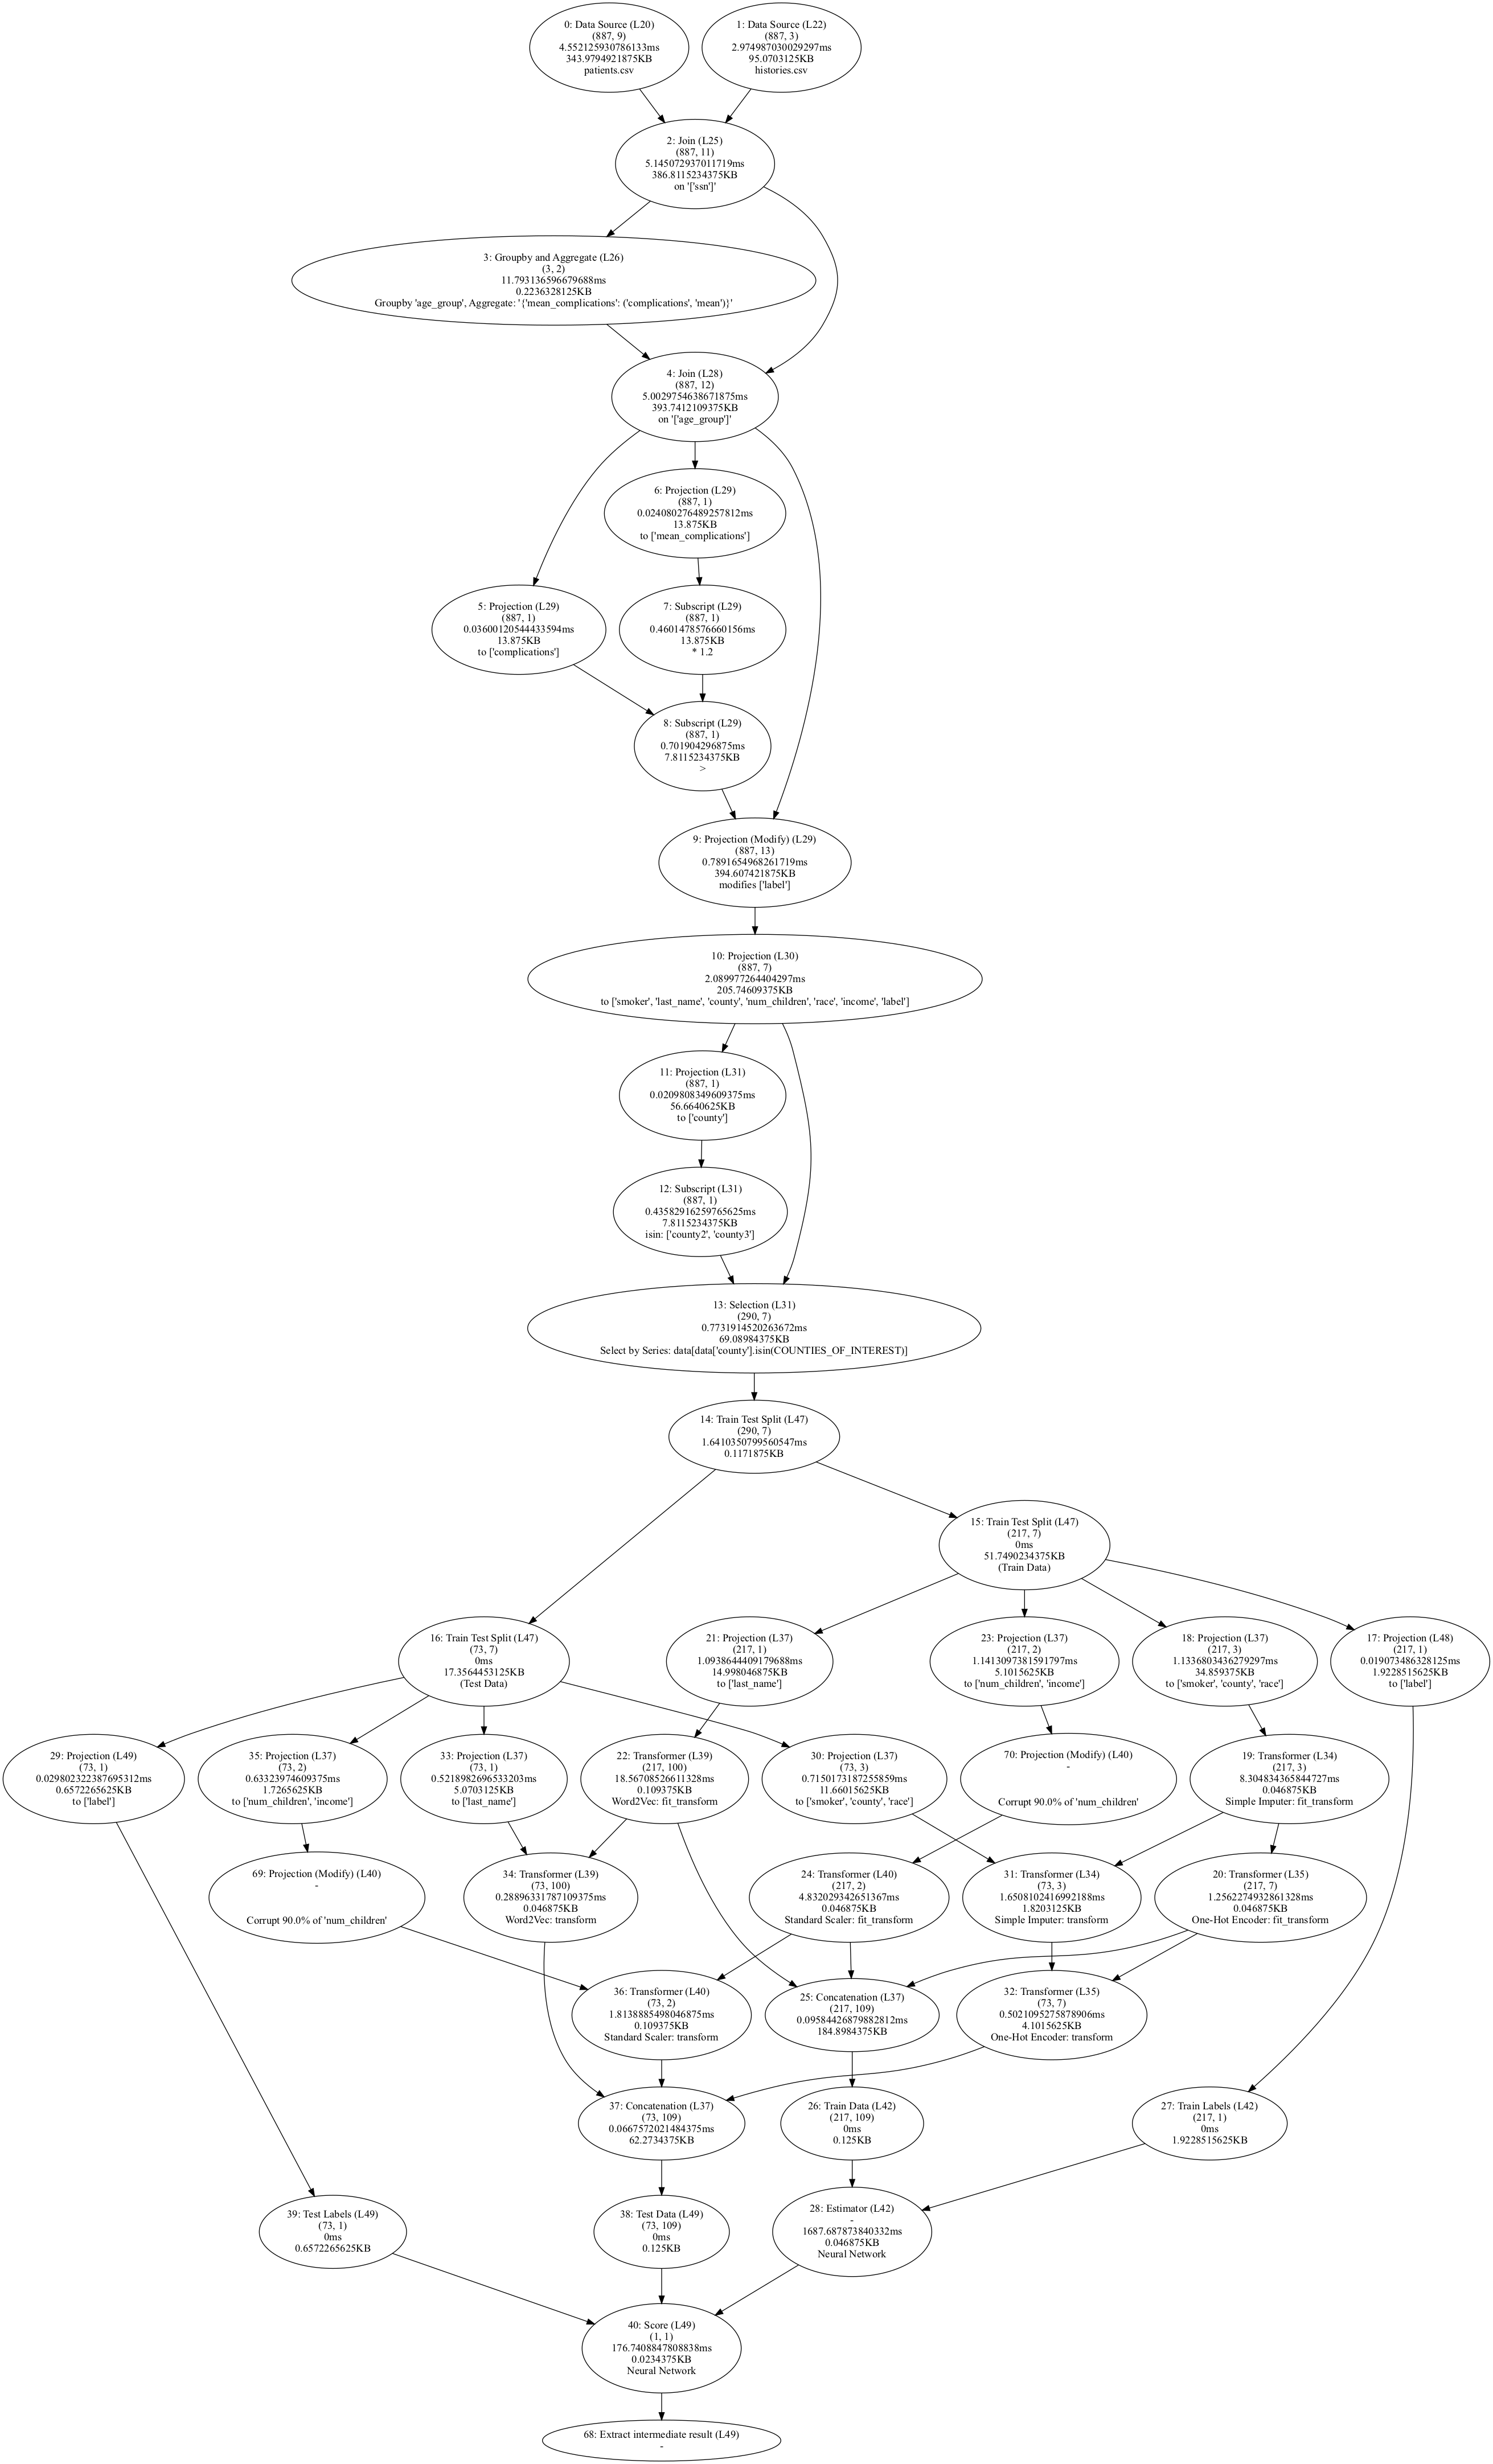 0: Data Source (L20)
(887, 9)
4.552125930786133ms
343.9794921875KB
patients.csv
1: Data Source (L22)
(887, 3)
2.974987030029297ms
95.0703125KB
histories.csv
2: Join (L25)
(887, 11)
5.145072937011719ms
386.8115234375KB
on '['ssn']'
3: Groupby and Aggregate (L26)
(3, 2)
11.793136596679688ms
0.2236328125KB
Groupby 'age_group', Aggregate: '{'mean_complications': ('complications', 'mean')}'
4: Join (L28)
(887, 12)
5.0029754638671875ms
393.7412109375KB
on '['age_group']'
6: Projection (L29)
(887, 1)
0.024080276489257812ms
13.875KB
to ['mean_complications']
5: Projection (L29)
(887, 1)
0.03600120544433594ms
13.875KB
to ['complications']
7: Subscript (L29)
(887, 1)
0.4601478576660156ms
13.875KB
* 1.2
8: Subscript (L29)
(887, 1)
0.701904296875ms
7.8115234375KB
>
9: Projection (Modify) (L29)
(887, 13)
0.7891654968261719ms
394.607421875KB
modifies ['label']
10: Projection (L30)
(887, 7)
2.089977264404297ms
205.74609375KB
to ['smoker', 'last_name', 'county', 'num_children', 'race', 'income', 'label']
11: Projection (L31)
(887, 1)
0.0209808349609375ms
56.6640625KB
to ['county']
12: Subscript (L31)
(887, 1)
0.43582916259765625ms
7.8115234375KB
isin: ['county2', 'county3']
13: Selection (L31)
(290, 7)
0.7731914520263672ms
69.08984375KB
Select by Series: data[data['county'].isin(COUNTIES_OF_INTEREST)]
14: Train Test Split (L47)
(290, 7)
1.6410350799560547ms
0.1171875KB
15: Train Test Split (L47)
(217, 7)
0ms
51.7490234375KB
(Train Data)
16: Train Test Split (L47)
(73, 7)
0ms
17.3564453125KB
(Test Data)
21: Projection (L37)
(217, 1)
1.0938644409179688ms
14.998046875KB
to ['last_name']
23: Projection (L37)
(217, 2)
1.1413097381591797ms
5.1015625KB
to ['num_children', 'income']
18: Projection (L37)
(217, 3)
1.1336803436279297ms
34.859375KB
to ['smoker', 'county', 'race']
17: Projection (L48)
(217, 1)
0.019073486328125ms
1.9228515625KB
to ['label']
29: Projection (L49)
(73, 1)
0.029802322387695312ms
0.6572265625KB
to ['label']
35: Projection (L37)
(73, 2)
0.63323974609375ms
1.7265625KB
to ['num_children', 'income']
33: Projection (L37)
(73, 1)
0.5218982696533203ms
5.0703125KB
to ['last_name']
22: Transformer (L39)
(217, 100)
18.56708526611328ms
0.109375KB
Word2Vec: fit_transform
30: Projection (L37)
(73, 3)
0.7150173187255859ms
11.66015625KB
to ['smoker', 'county', 'race']
70: Projection (Modify) (L40)
-
Corrupt 90.0% of 'num_children'
19: Transformer (L34)
(217, 3)
8.304834365844727ms
0.046875KB
Simple Imputer: fit_transform
69: Projection (Modify) (L40)
-
Corrupt 90.0% of 'num_children'
34: Transformer (L39)
(73, 100)
0.28896331787109375ms
0.046875KB
Word2Vec: transform
24: Transformer (L40)
(217, 2)
4.832029342651367ms
0.046875KB
Standard Scaler: fit_transform
31: Transformer (L34)
(73, 3)
1.6508102416992188ms
1.8203125KB
Simple Imputer: transform
20: Transformer (L35)
(217, 7)
1.2562274932861328ms
0.046875KB
One-Hot Encoder: fit_transform
36: Transformer (L40)
(73, 2)
1.8138885498046875ms
0.109375KB
Standard Scaler: transform
25: Concatenation (L37)
(217, 109)
0.09584426879882812ms
184.8984375KB
32: Transformer (L35)
(73, 7)
0.5021095275878906ms
4.1015625KB
One-Hot Encoder: transform
37: Concatenation (L37)
(73, 109)
0.0667572021484375ms
62.2734375KB
26: Train Data (L42)
(217, 109)
0ms
0.125KB
27: Train Labels (L42)
(217, 1)
0ms
1.9228515625KB
39: Test Labels (L49)
(73, 1)
0ms
0.6572265625KB
38: Test Data (L49)
(73, 109)
0ms
0.125KB
28: Estimator (L42)
-
1687.687873840332ms
0.046875KB
Neural Network
40: Score (L49)
(1, 1)
176.7408847808838ms
0.0234375KB
Neural Network
68: Extract intermediate result (L49)
-